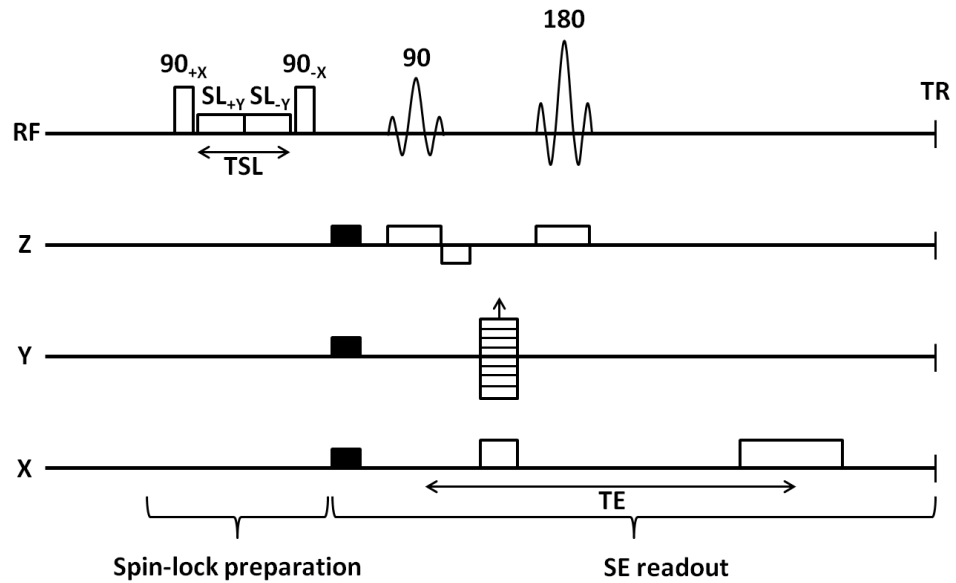 180
90+X 90-X 90
SL+Y SL-Y TR
RF
TSL
Z
Y
X
TE
Spin-lock preparation SE readout